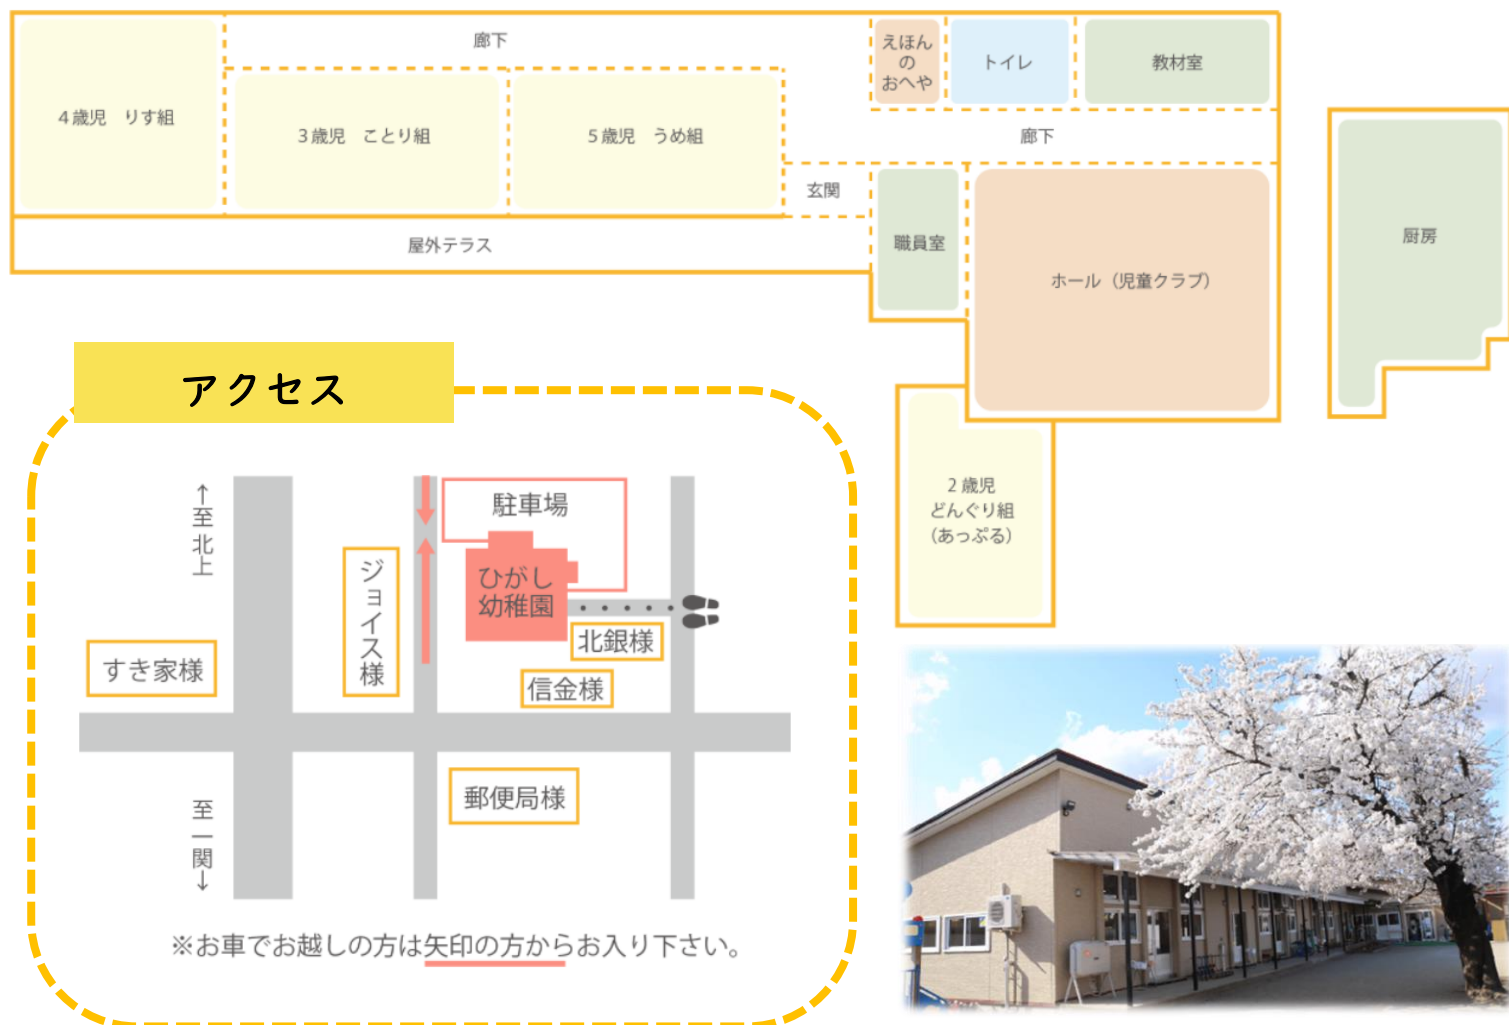 廊下
えほん
の
おへや
トイレ
教材室
4歳児　りす組
3歳児　ことり組
5歳児　うめ組
廊下
玄関
職員室
屋外テラス
ホール（児童クラブ）
厨房
2歳児
どんぐり組
（あっぷる）
アクセス
↑至北上
駐車場
ジョイス様
ひがし
幼稚園
北銀様
すき家様
信金様
郵便局様
至一関↓
※お車でお越しの方は矢印の方からお入り下さい。